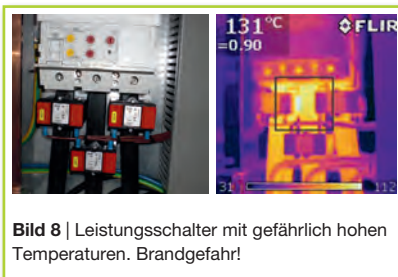 131°C
=0.90
FLIR
31
112
Bild 8 | Leistungsschalter mit gefährlich hohen
Temperaturen. Brandgefahr!